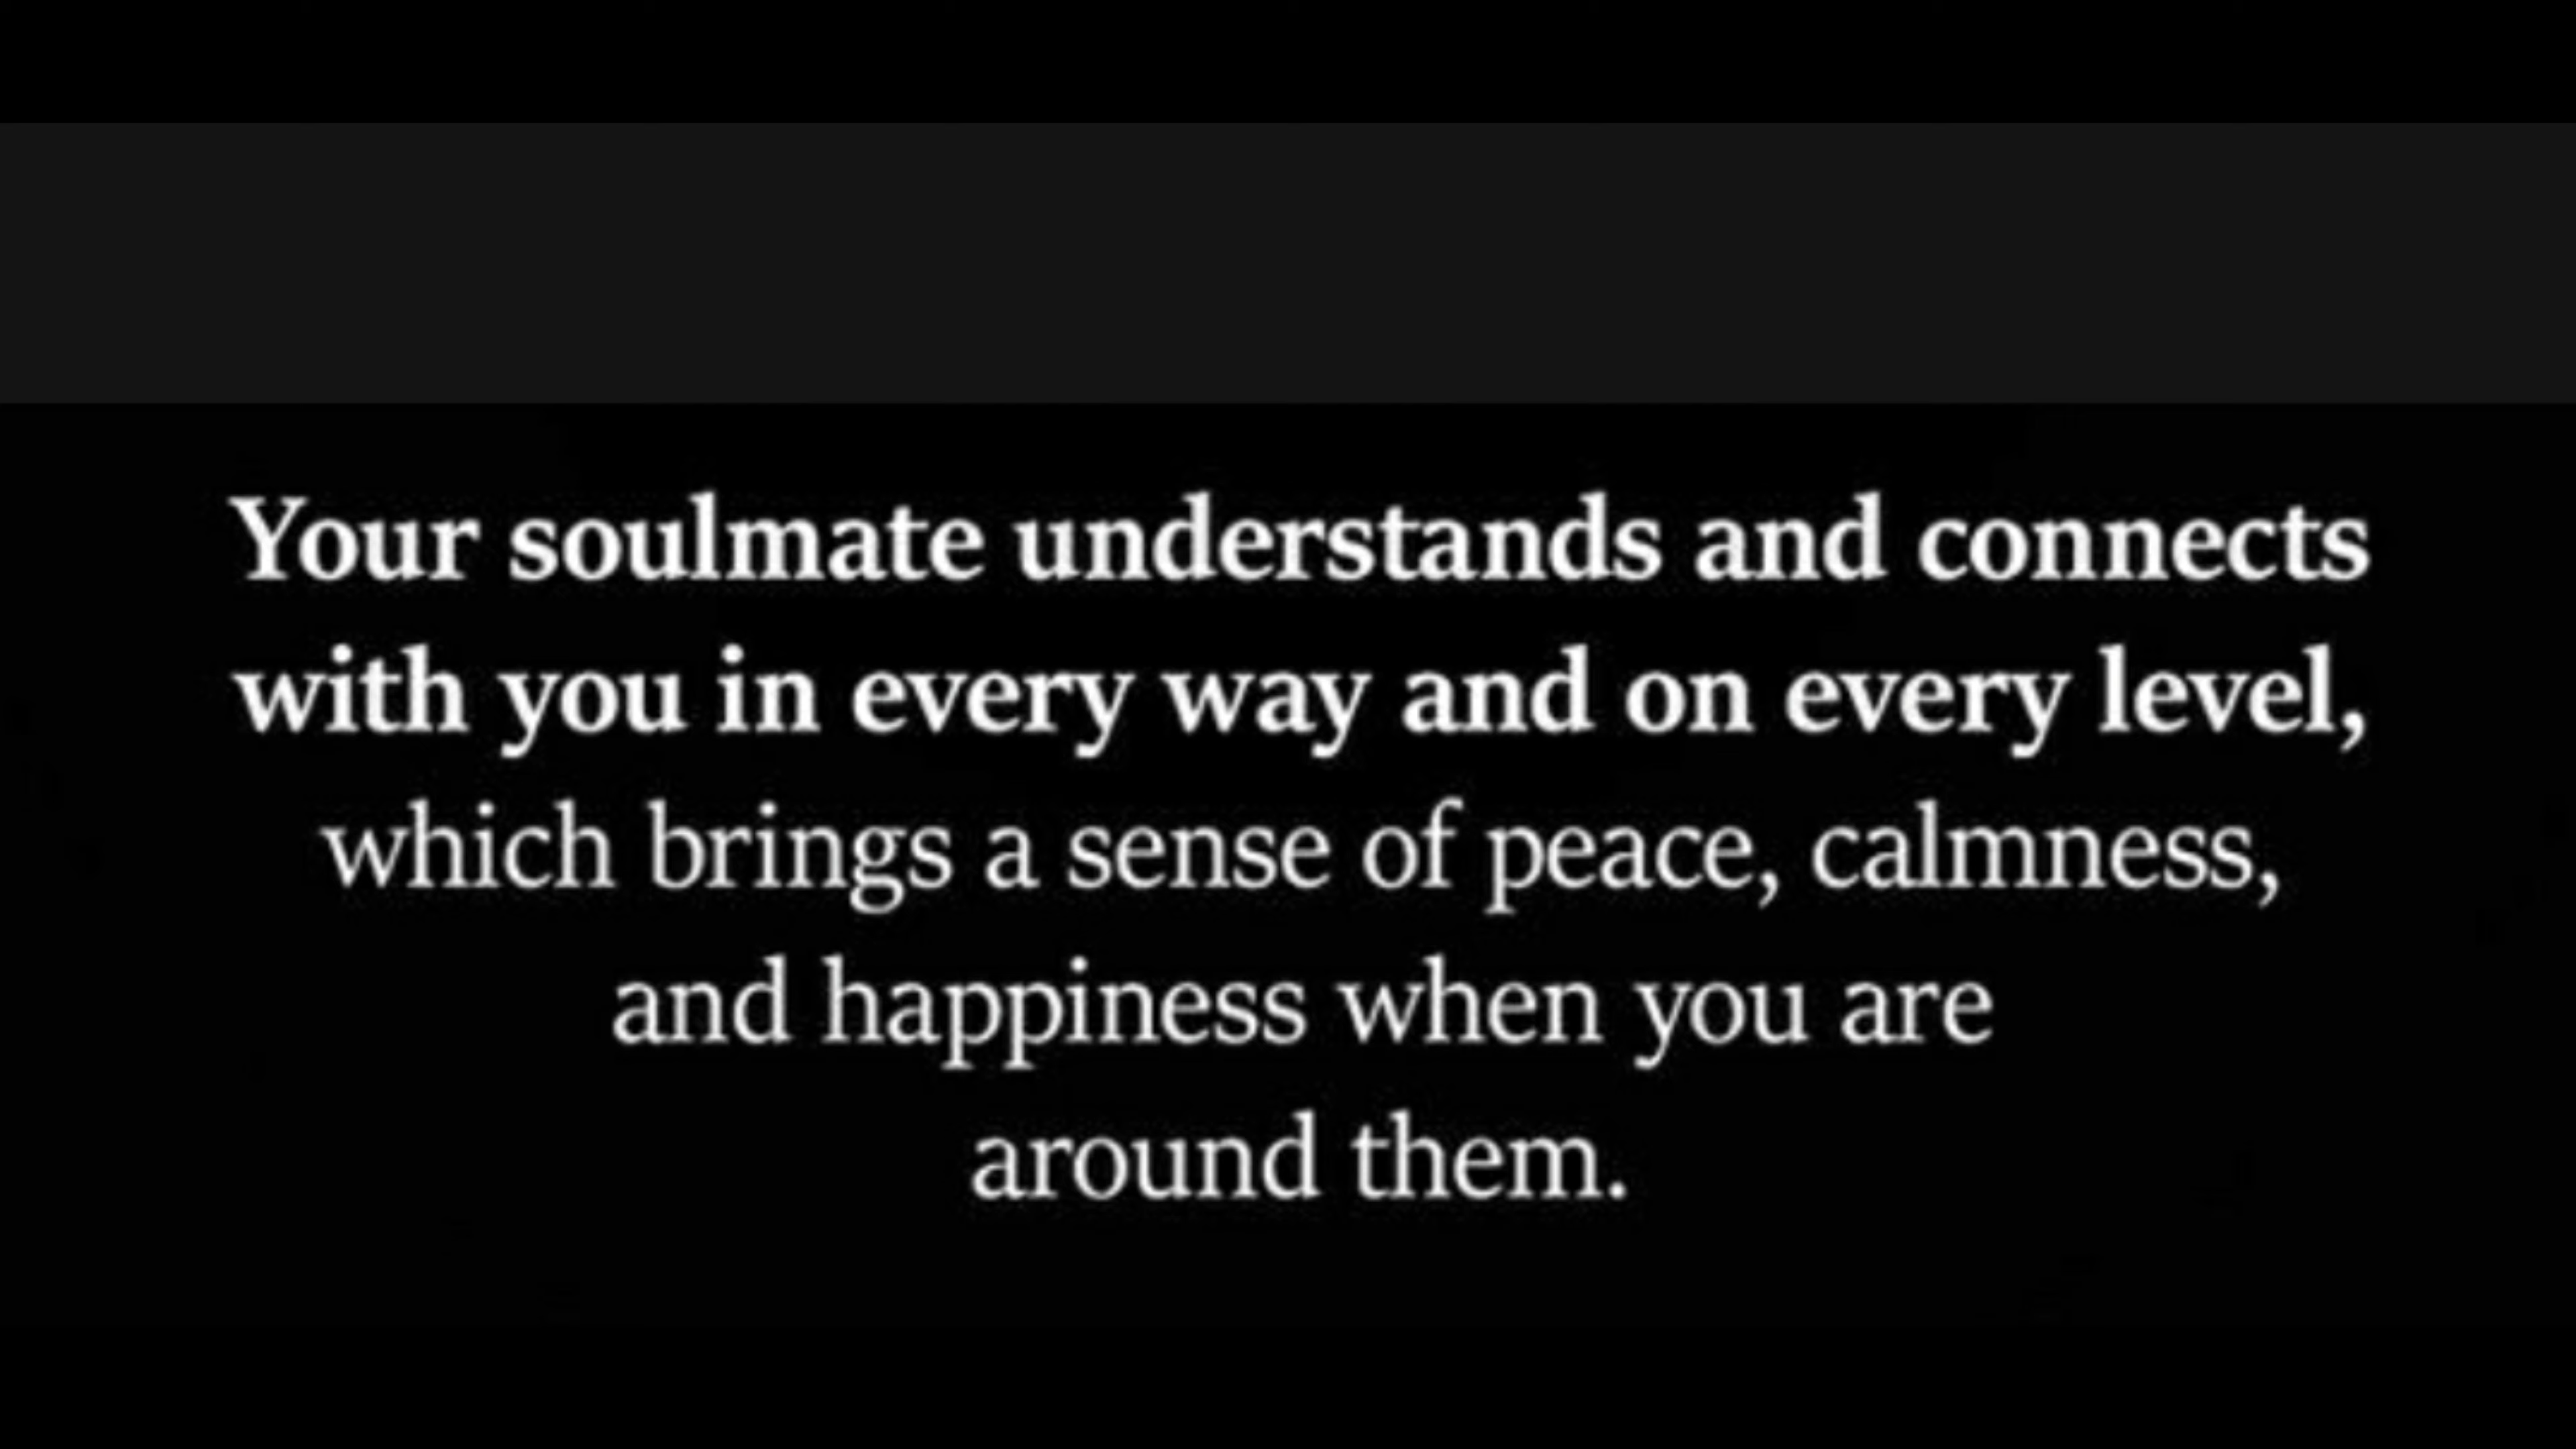 Your soulmate understands and connects
with you in every way and on every level,
which brings a sense of peace, calmness,
and happiness when you are
around them.